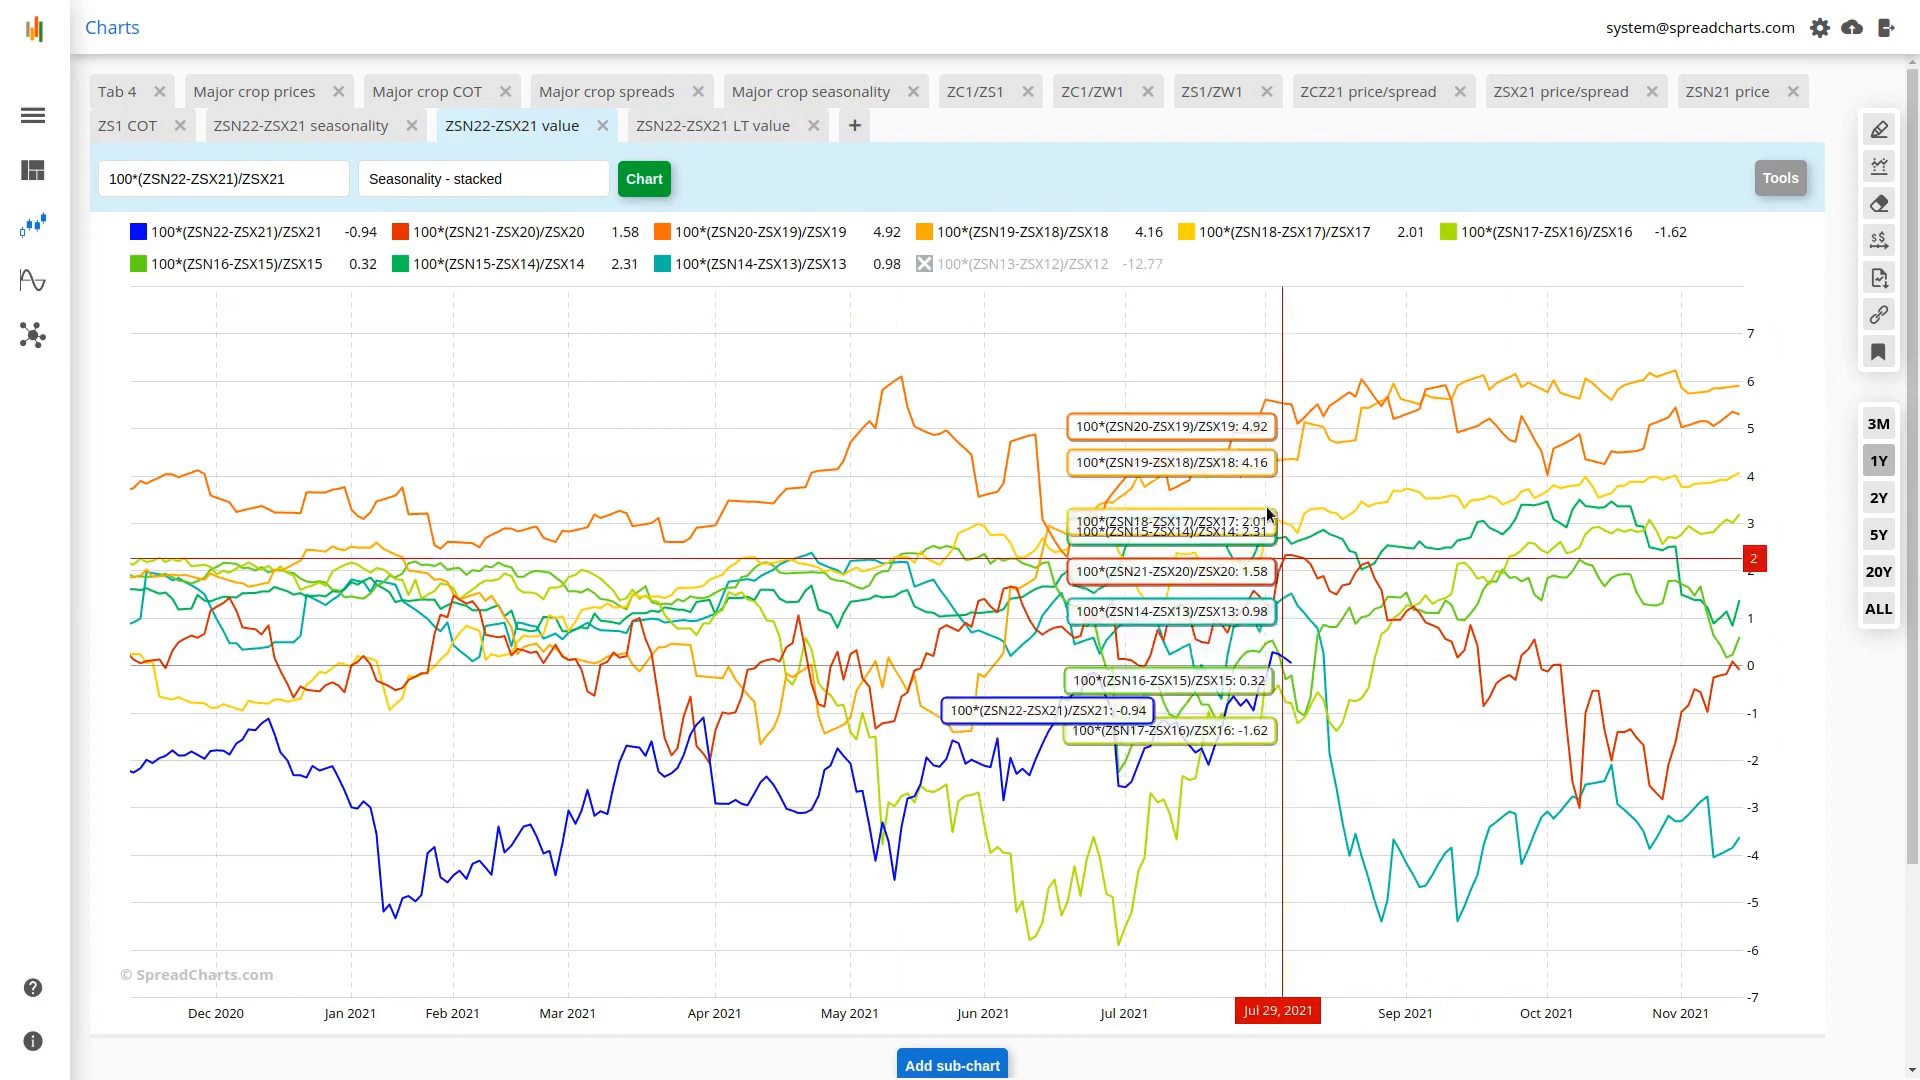 Charts
system@spreadcharts.com
Tab 4 Major crop prices Major crop COT Major crop spreads Major crop seasonality ZC1/ZS1 ZC1/ZW1 ZS1/ZW1 ZCZ21 price/spread ZSX21 price/spread ZSN21 price
ZS1 COT ZSN22-ZSX21 seasonality ZSN22-ZSX21 value ZSN22-ZSX21 LT value +
100*(ZSN22-ZSX21)/ZSX21 Seasonality - stacked Chart Tools
100*(ZSN22-ZSX21)/ZSX21 -0.94 100*(ZSN21-ZSX20)/ZSX20 1.58 100*(ZSN20-ZSX19)/ZSX19 4.92 100*(ZSN19-ZSX18)/ZSX18 4.16 100*(ZSN18-ZSX17)/ZSX17 2.01 100*(ZSN17-ZSX16)/ZSX16 -1.62
100*(ZSN16-ZSX15)/ZSX15 0.32 100*(ZSN15-ZSX14)/ZSX14 2.31 100*(ZSN14-ZSX13)/ZSX13 0.98 100*(ZSN13-ZSX12)/ZSX12 -12.77
7
6
5
4
3
2
2
1
0
-1
-2
-3
-4
-5
-6
-7
100*(ZSN20-ZSX19)/ZSX19: 4.92
100*(ZSN19-ZSX18)/ZSX18: 4.16
100*(ZSN18-ZSX17)/ZSX17: 2.01
100*(ZSN15-ZSX14)/ZSX14: 2.31
100*(ZSN21-ZSX20)/ZSX20: 1.58
100*(ZSN14-ZSX13)/ZSX13: 0.98
100*(ZSN16-ZSX15)/ZSX15: 0.32
100*(ZSN22-ZSX21)/ZSX21: -0.94
100*(ZSN17-ZSX16)/ZSX16: -1.62
3M
1Y
2Y
5Y
20Y
ALL
© SpreadCharts.com
Dec 2020 Jan 2021 Feb 2021 Mar 2021 Apr 2021 May 2021 Jun 2021 Jul 2021 Jul 29, 2021 Sep 2021 Oct 2021 Nov 2021
Add sub-chart